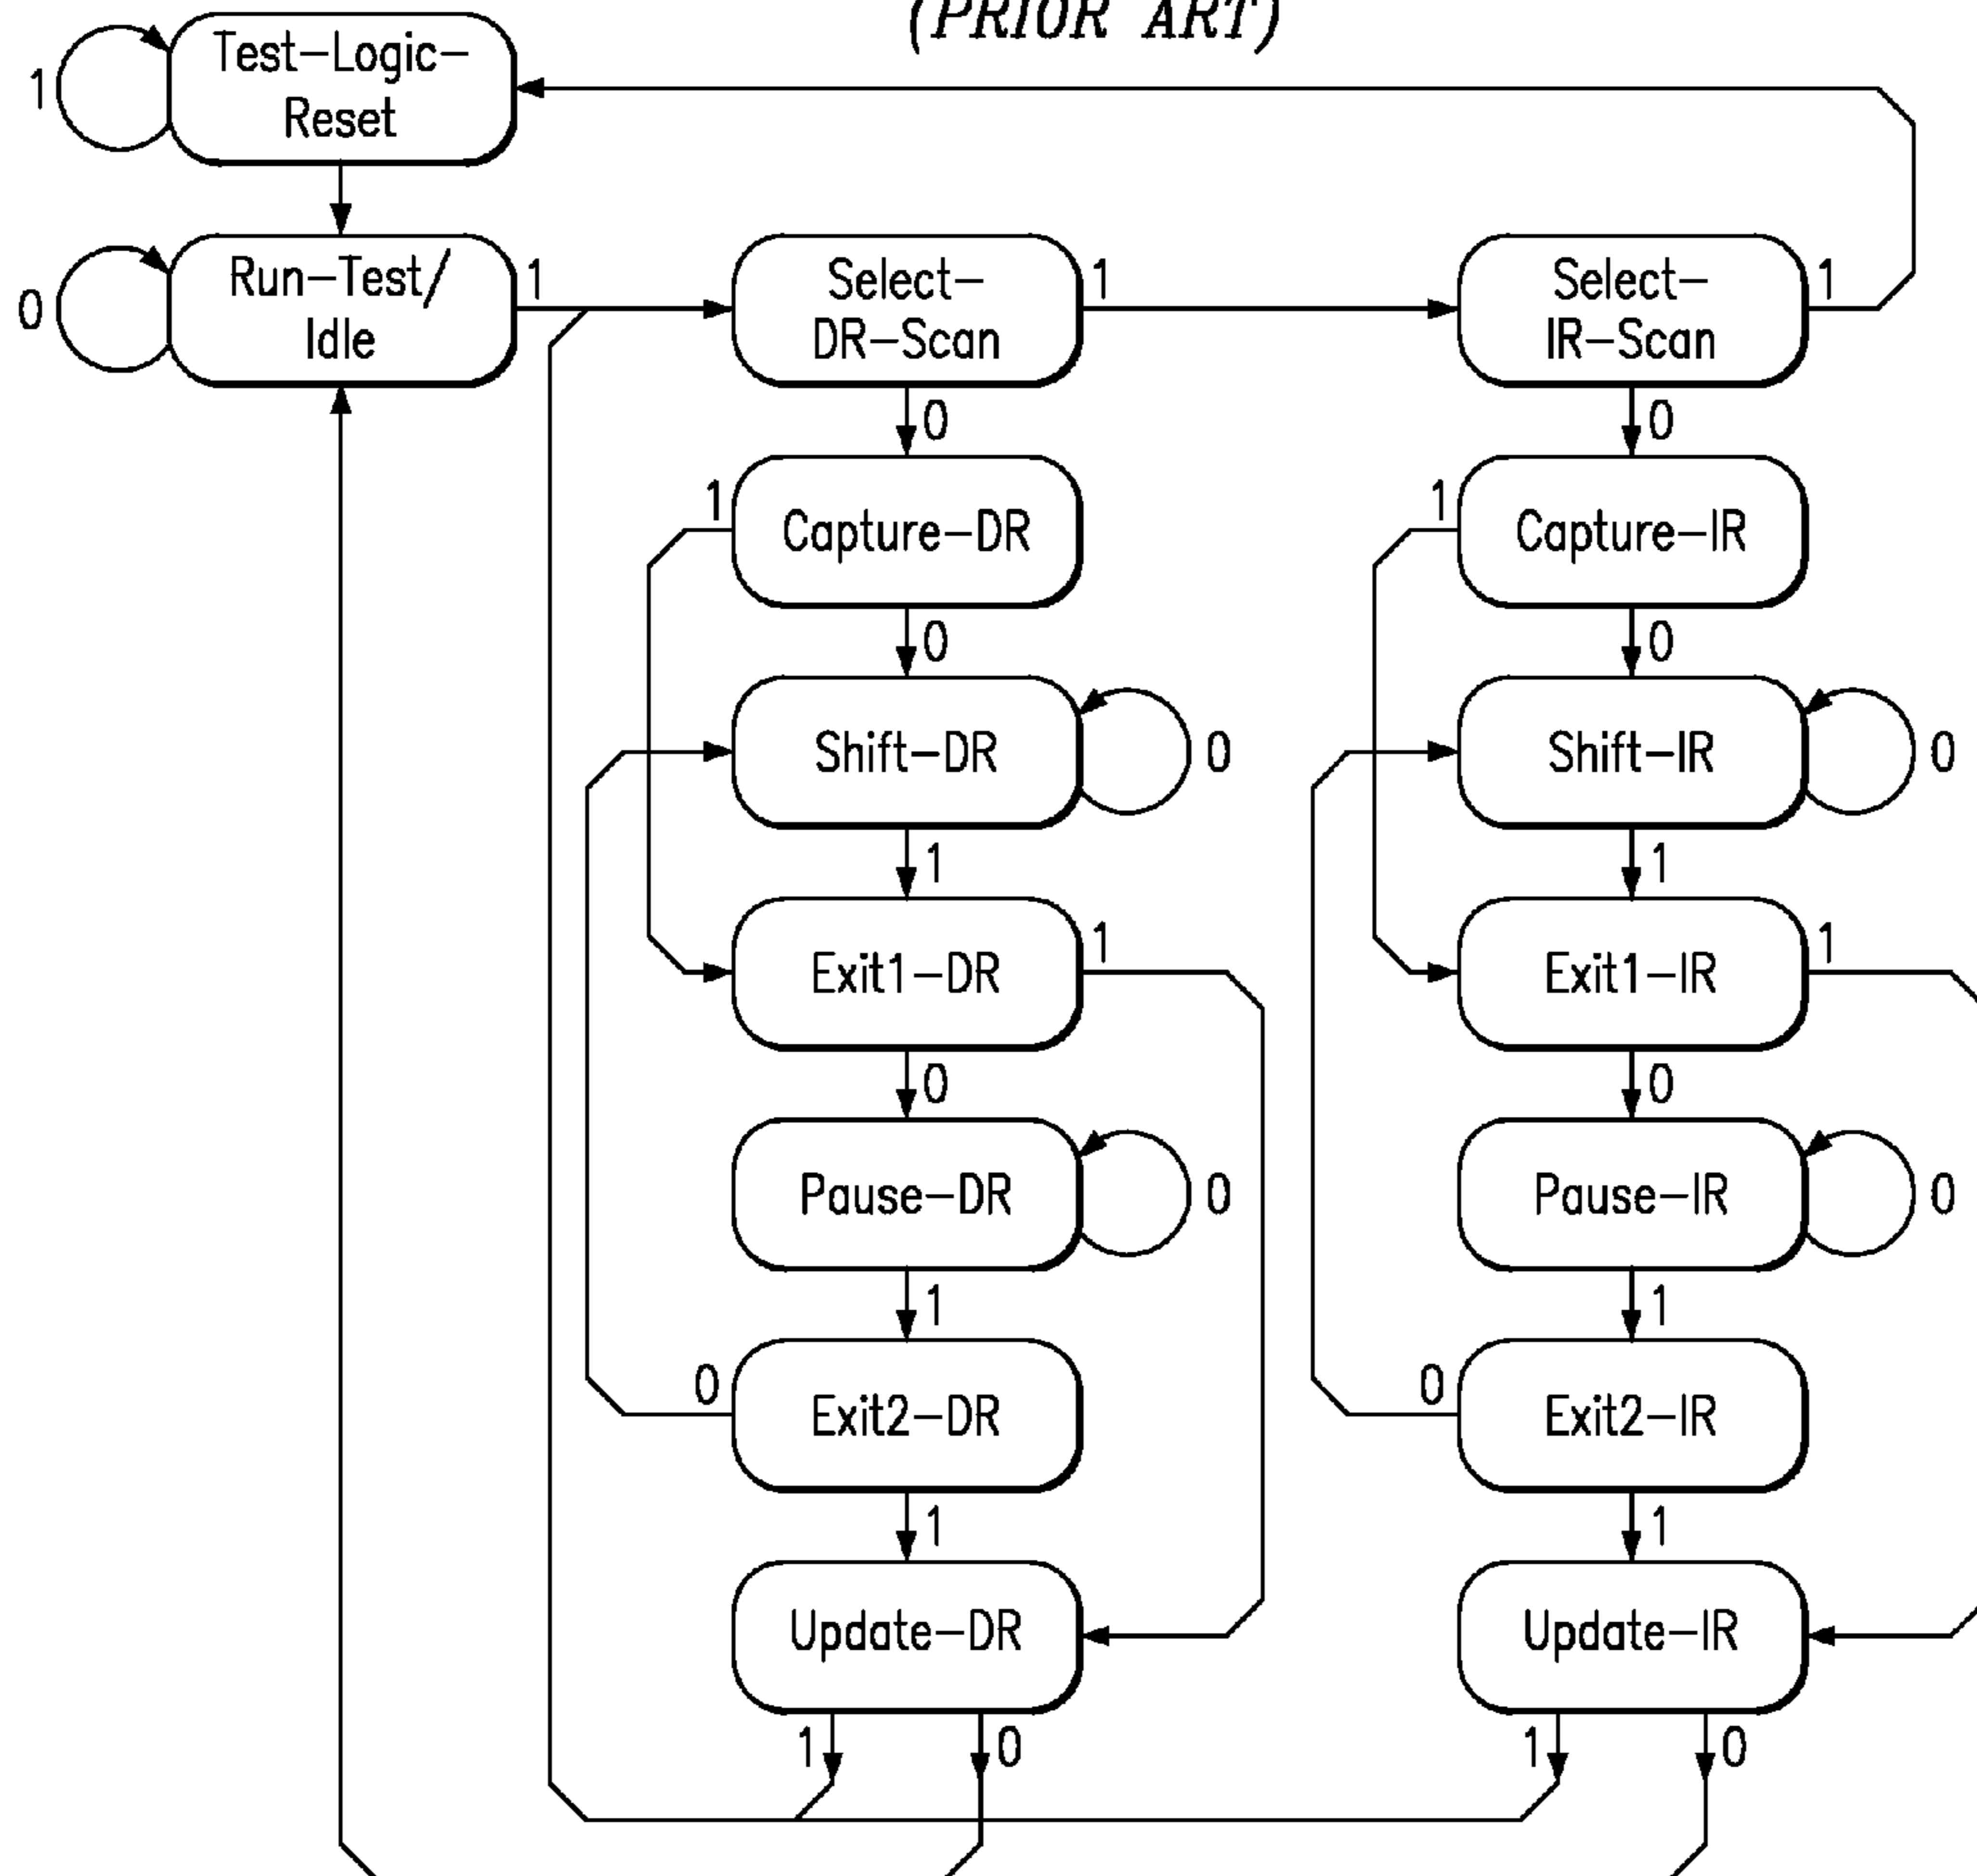 (PRIOR ART)
Test-Logic-
Reset
1
Run-Test/
Idle
0
1
Select-
DR-Scan
1
Select-
IR-Scan
1
0
0
1
Capture-DR
1
Capture-IR
0
0
Shift-DR
0
Shift-IR
0
1
1
Exit1-DR
1
Exit1-IR
1
0
0
Pause-DR
0
Pause-IR
0
1
1
0
Exit2-DR
0
Exit2-IR
1
1
Update-DR
Update-IR
1
0
1
0